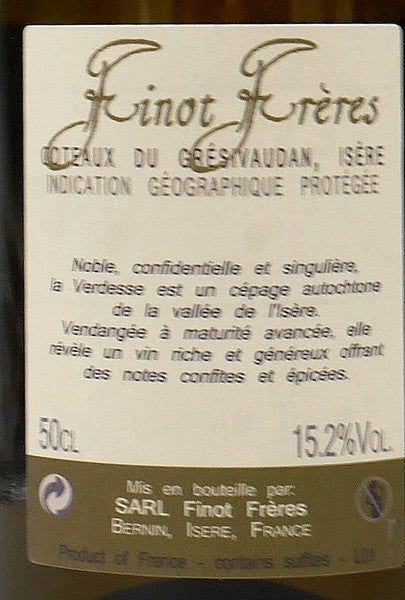 Finot Frères
COTEAUX DU GRÉSIVAUDAN, ISÈRE
INDICATION GÉOGRAPHIQUE PROTÉGÉE
Noble, confidentielle et singulière,
la Verdesse est un cépage autochtone
de la vallée de l'Isère.
Vendangée à maturité avancée, elle
révèle un vin riche et généreux offrant
des notes confites et épicées.
50CL 15.2%VOL.
Mis en bouteille par:
SARL Finot Frères
BERNIN, ISERE, FRANCE
Product of France - contains sulfites - L01